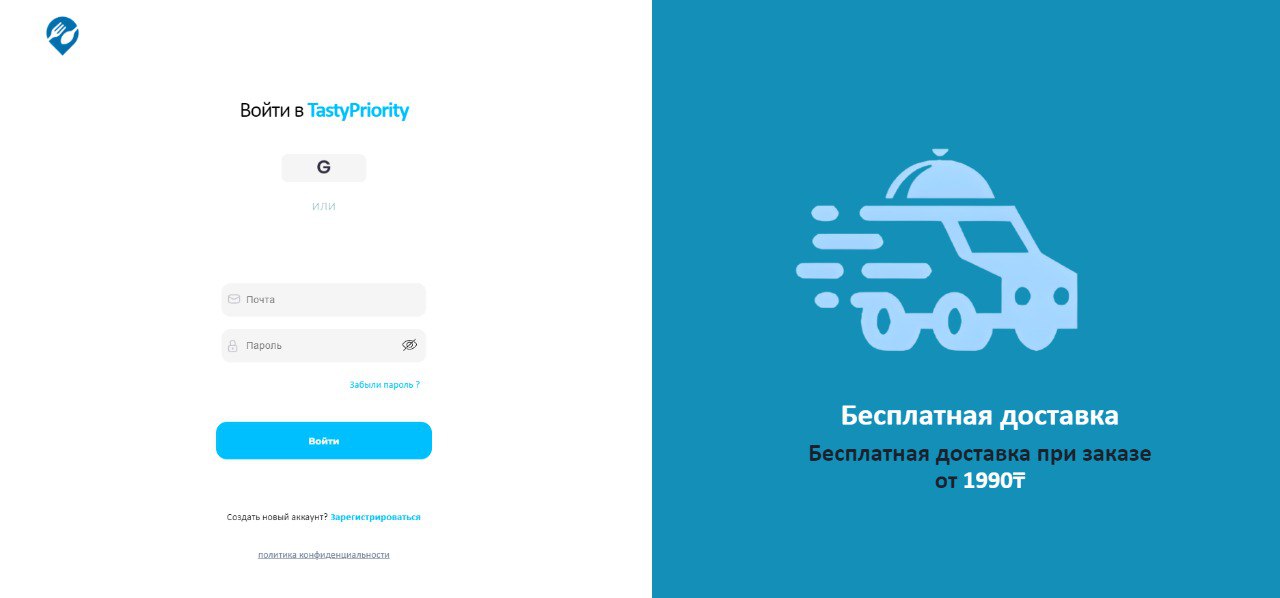 Войти в TastyPriority
G
ИЛИ
Почта
Пароль
Забыли пароль ?
Войти
Создать новый аккаунт? Зарегистрироваться
политика конфиденциальности
Бесплатная доставка
Бесплатная доставка при заказе
от 1990₸